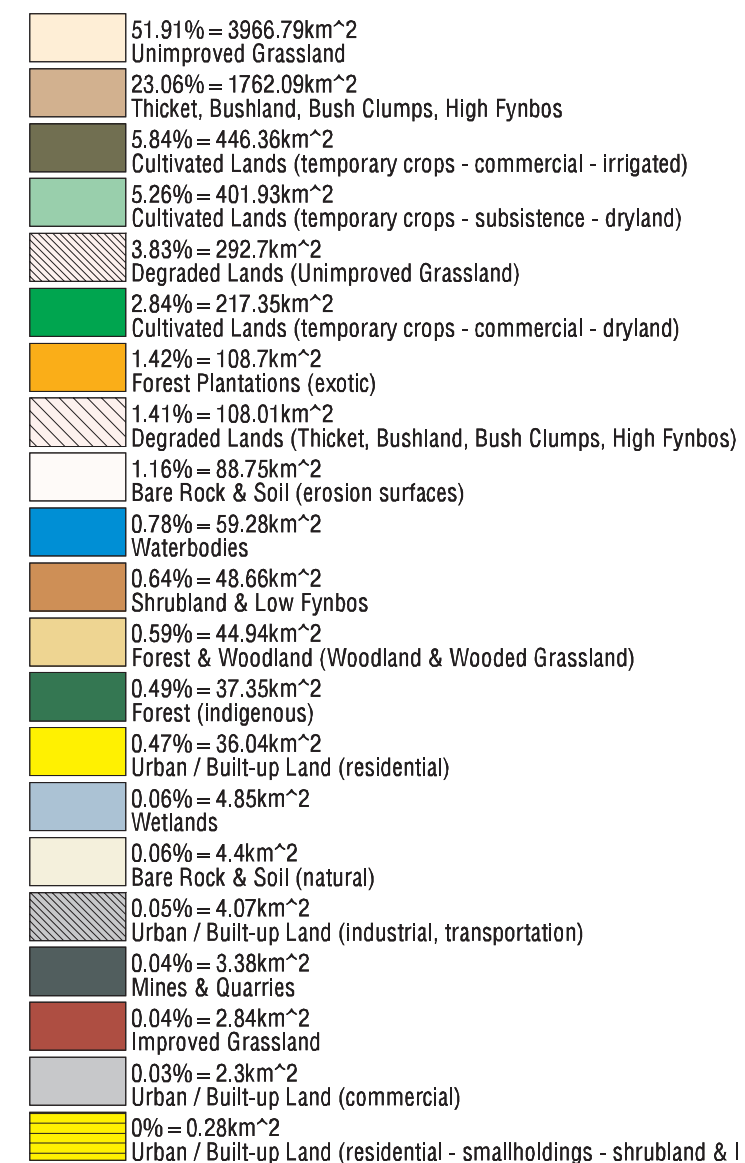 51.91% = 3966.79km^2
Unimproved Grassland
23.06% = 1762.09km^2
Thicket, Bushland, Bush Clumps, High Fynbos
5.84% = 446.36km^2
Cultivated Lands (temporary crops - commercial - irrigated)
5.26% = 401.93km^2
Cultivated Lands (temporary crops - subsistence - dryland)
3.83% = 292.7km^2
Degraded Lands (Unimproved Grassland)
2.84% = 217.35km^2
Cultivated Lands (temporary crops - commercial - dryland)
1.42% = 108.7km^2
Forest Plantations (exotic)
1.41% = 108.01km^2
Degraded Lands (Thicket, Bushland, Bush Clumps, High Fynbos)
1.16% = 88.75km^2
Bare Rock & Soil (erosion surfaces)
0.78% = 59.28km^2
Waterbodies
0.64% = 48.66km^2
Shrubland & Low Fynbos
0.59% = 44.94km^2
Forest & Woodland (Woodland & Wooded Grassland)
0.49% = 37.35km^2
Forest (indigenous)
0.47% = 36.04km^2
Urban / Built-up Land (residential)
0.06% = 4.85km^2
Wetlands
0.06% = 4.4km^2
Bare Rock & Soil (natural)
0.05% = 4.07km^2
Urban / Built-up Land (industrial, transportation)
0.04% = 3.38km^2
Mines & Quarries
0.04% = 2.84km^2
Improved Grassland
0.03% = 2.3km^2
Urban / Built-up Land (commercial)
0% = 0.28km^2
Urban / Built-up Land (residential - smallholdings - shrubland &